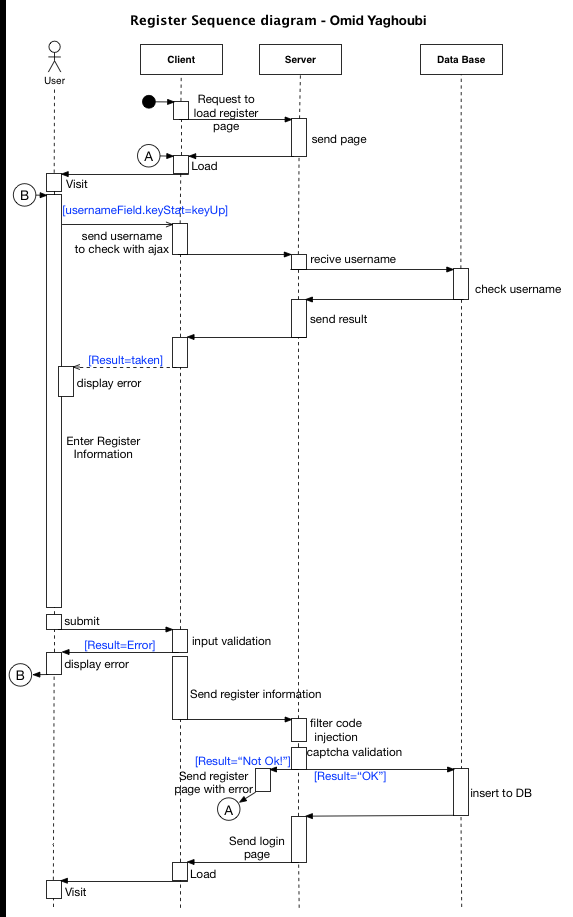 Register Sequence diagram - Omid Yaghoubi
User
Client
Server
Data Base
Request to
load register
page
send page
A
Load
Visit
B
[usernameField.keyStat=keyUp]
send username
to check with ajax
recive username
check username
send result
[Result=taken]
display error
Enter Register
Information
submit
input validation
[Result=Error]
display error
B
Send register information
filter code
injection
captcha validation
[Result=“Not Ok!”]
[Result=“OK”]
Send register
page with error
insert to DB
A
Send login
page
Load
Visit